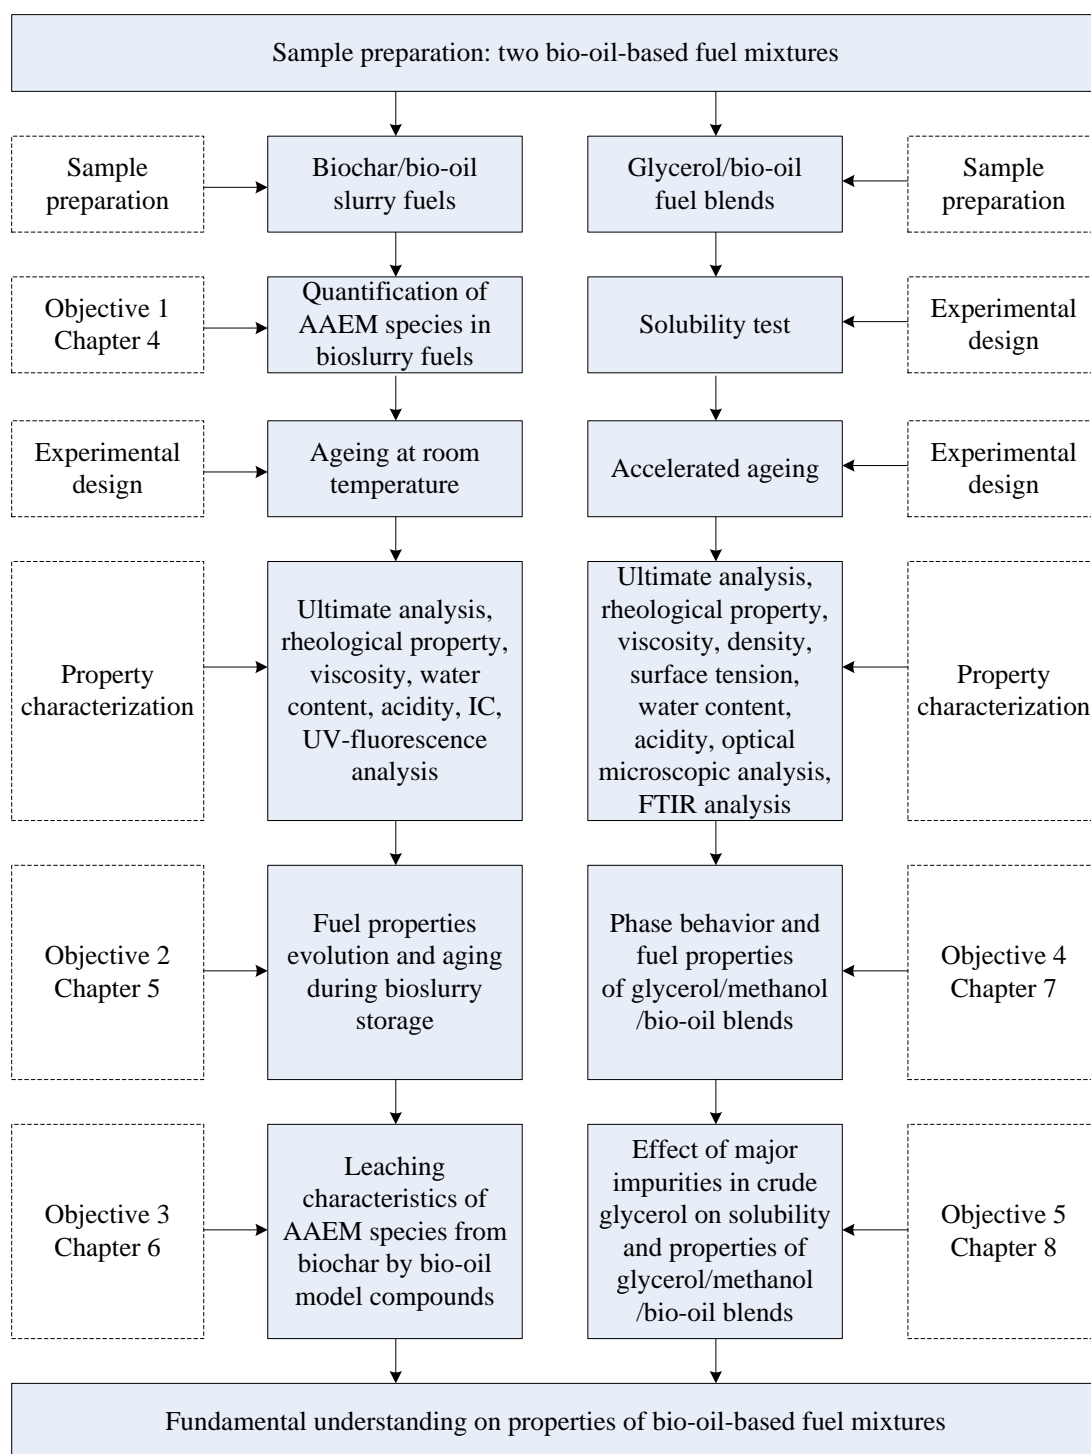 Sample preparation: two bio-oil-based fuel mixtures
Sample
preparation
Biochar/bio-oil
slurry fuels
Glycerol/bio-oil
fuel blends
Sample
preparation
Objective 1
Chapter 4
Quantification of
AAEM species in
bioslurry fuels
Solubility test
Experimental
design
Experimental
design
Ageing at room
temperature
Accelerated ageing
Experimental
design
Property
characterization
Ultimate analysis,
rheological property,
viscosity, water
content, acidity, IC,
UV-fluorescence
analysis
Ultimate analysis,
rheological property,
viscosity, density,
surface tension,
water content,
acidity, optical
microscopic analysis,
FTIR analysis
Property
characterization
Objective 2
Chapter 5
Fuel properties
evolution and aging
during bioslurry
storage
Phase behavior and
fuel properties
of glycerol/methanol
/bio-oil blends
Objective 4
Chapter 7
Objective 3
Chapter 6
Leaching
characteristics of
AAEM species from
biochar by bio-oil
model compounds
Effect of major
impurities in crude
glycerol on solubility
and properties of
glycerol/methanol
/bio-oil blends
Objective 5
Chapter 8
Fundamental understanding on properties of bio-oil-based fuel mixtures